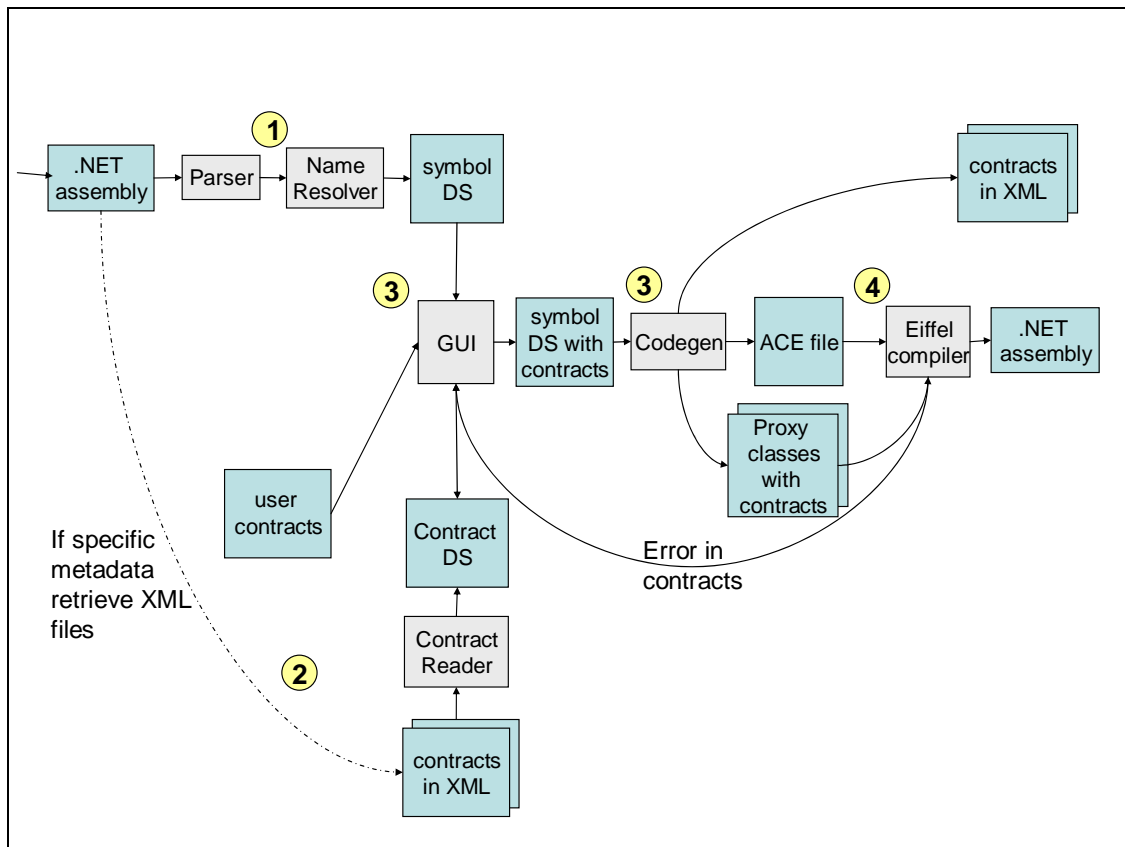 1
.NET
assembly
Parser
Name
Resolver
symbol
DS
contracts
in XML
3
GUI
symbol
DS with
contracts
3
Codegen
ACE file
4
Eiffel
compiler
.NET
assembly
Proxy
classes
with
contracts
user
contracts
Contract
DS
Error in
contracts
If specific
metadata
retrieve XML
files
Contract
Reader
2
contracts
in XML